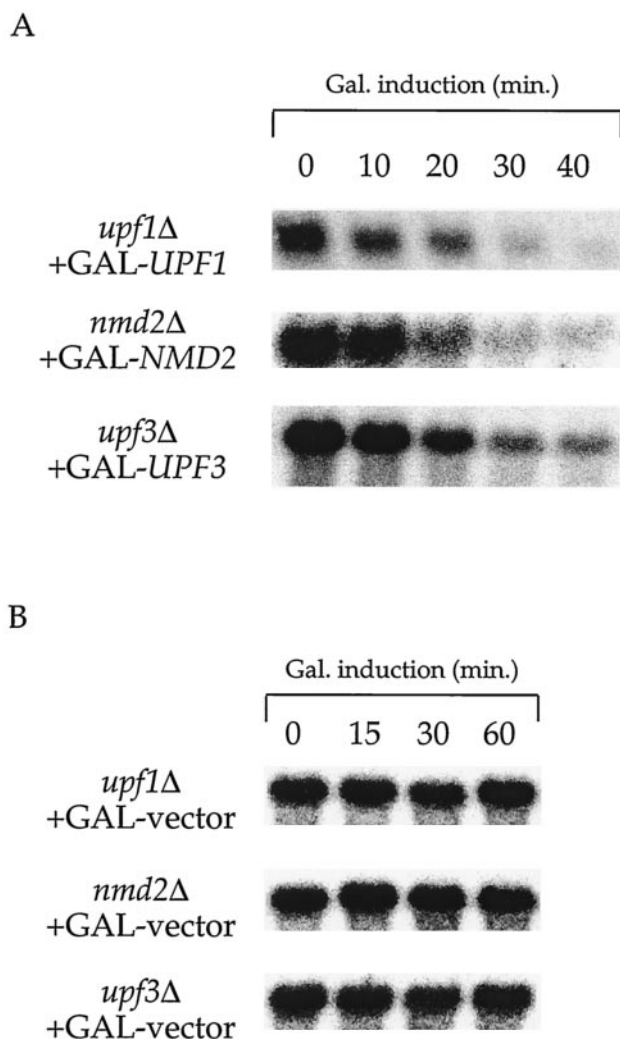 A
Gal. induction (min.)
0 10 20 30 40
upf1Δ
+GAL-UPF1
nmd2Δ
+GAL-NMD2
upf3Δ
+GAL-UPF3
B
Gal. induction (min.)
0 15 30 60
upf1Δ
+GAL-vector
nmd2Δ
+GAL-vector
upf3Δ
+GAL-vector